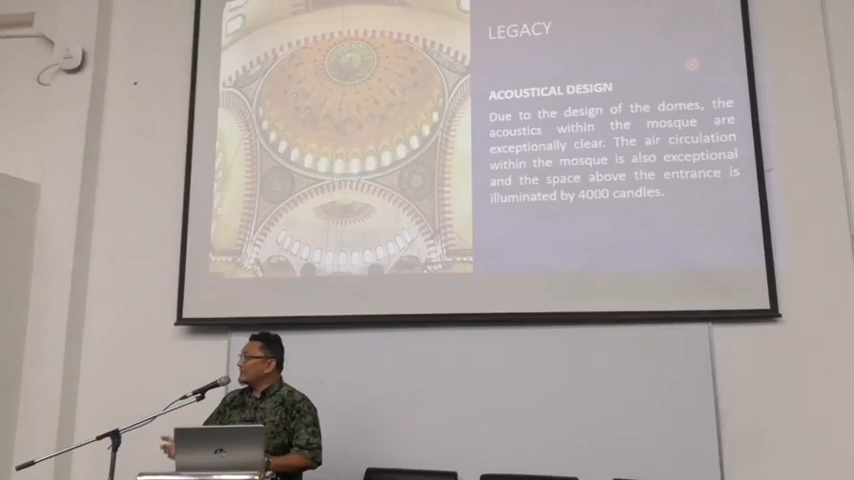 LEGACY
ACOUSTICAL DESIGN
Due to the design of the domes, the
acoustics within the mosque are
exceptionally clear. The air circulation
within the mosque is also exceptional
and the space above the entrance is
illuminated by 4000 candles.
hp